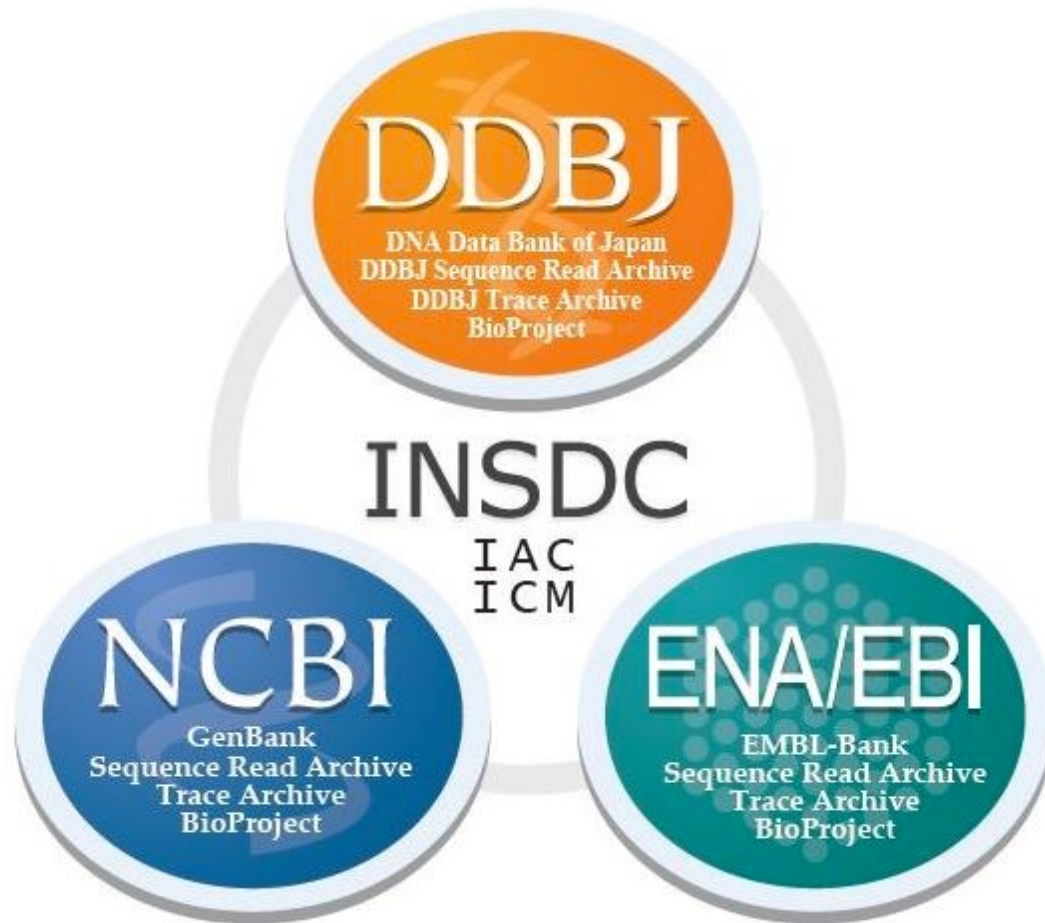 DDBJ
DNA Data Bank of Japan
DDBJ Sequence Read Archive
DDBJ Trace Archive
BioProject
INSDC
IAC
ICM
NCBI
GenBank
Sequence Read Archive
Trace Archive
BioProject
ENA/EBI
EMBL-Bank
Sequence Read Archive
Trace Archive
BioProject